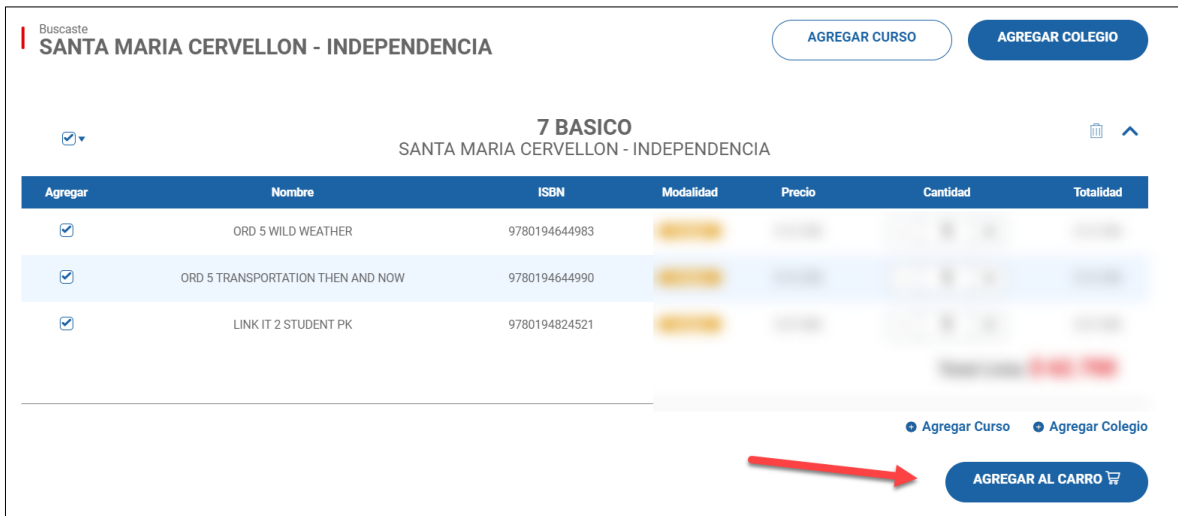 Buscaste
SANTA MARIA CERVELLON - INDEPENDENCIA
AGREGAR CURSO
AGREGAR COLEGIO
7 BASICO
SANTA MARIA CERVELLON - INDEPENDENCIA
Agregar Nombre ISBN Modalidad Precio Cantidad Totalidad
ORD 5 WILD WEATHER 9780194644983
ORD 5 TRANSPORTATION THEN AND NOW 9780194644990
LINK IT 2 STUDENT PK 9780194824521
Agregar Curso Agregar Colegio
AGREGAR AL CARRO